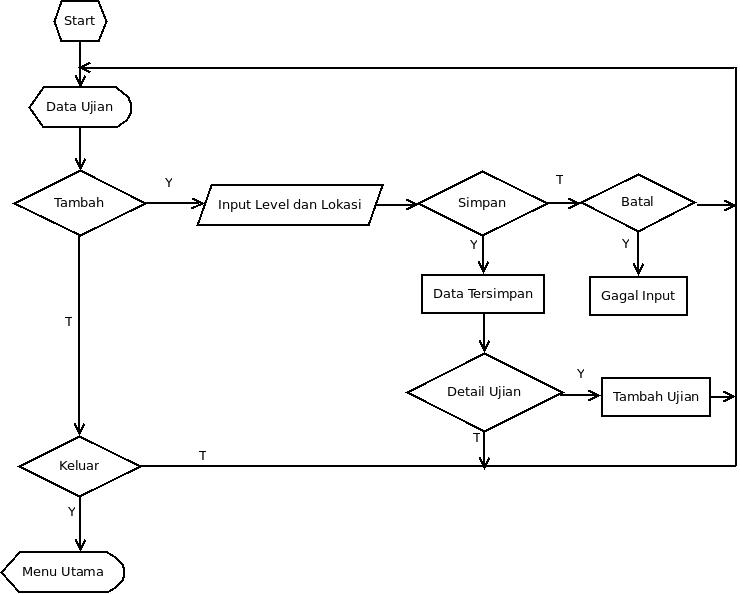 Start
Data Ujian
Tambah
Y
Input Level dan Lokasi
Simpan
T
Batal
Y
Y
Data Tersimpan
Gagal Input
T
Detail Ujian
Y
Tambah Ujian
T
Keluar
T
Y
Menu Utama